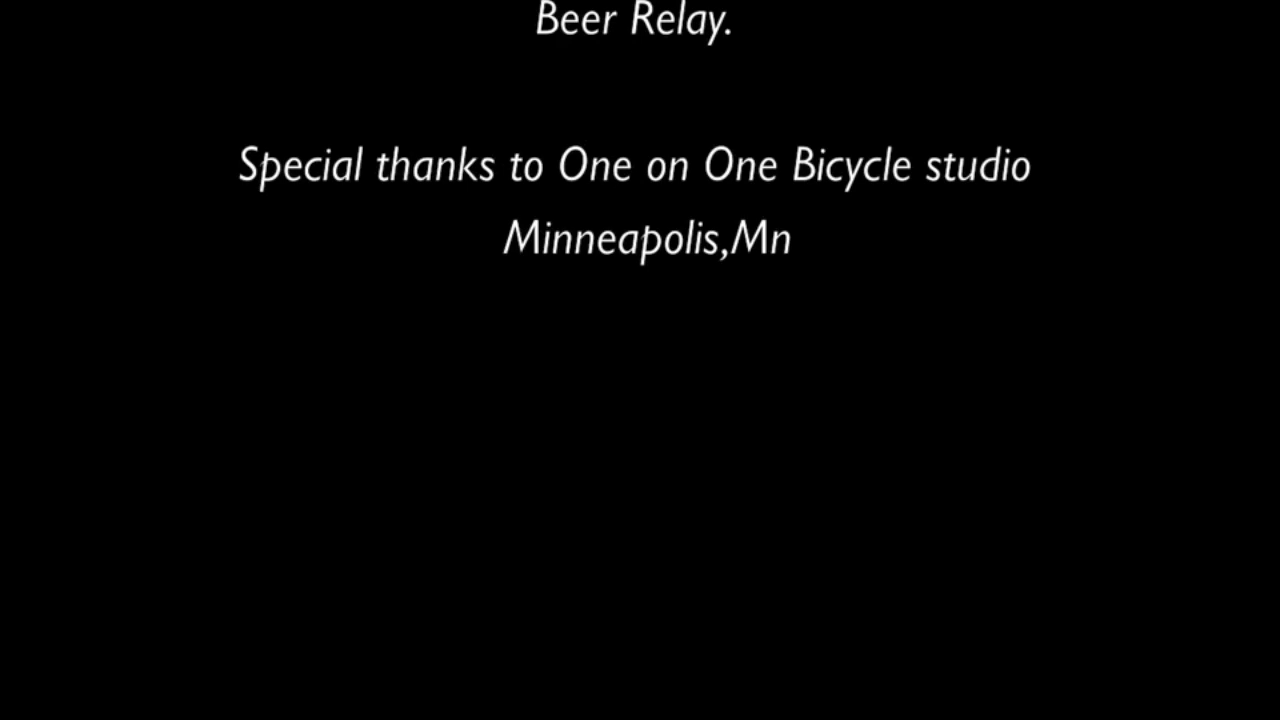 Beer Relay.
Special thanks to One on One Bicycle studio
Minneapolis,Mn